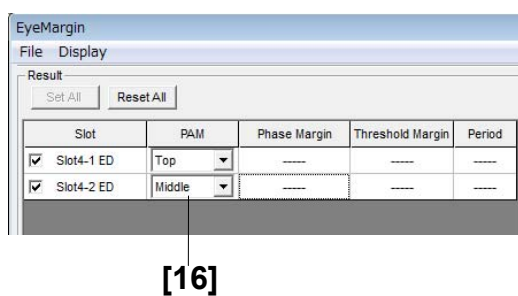 EyeMargin
File Display
Result
Set All Reset All
Slot PAM Phase Margin Threshold Margin Period
Slot4-1 ED Top ----- ----- -----
Slot4-2 ED Middle ----- ----- -----
[16]